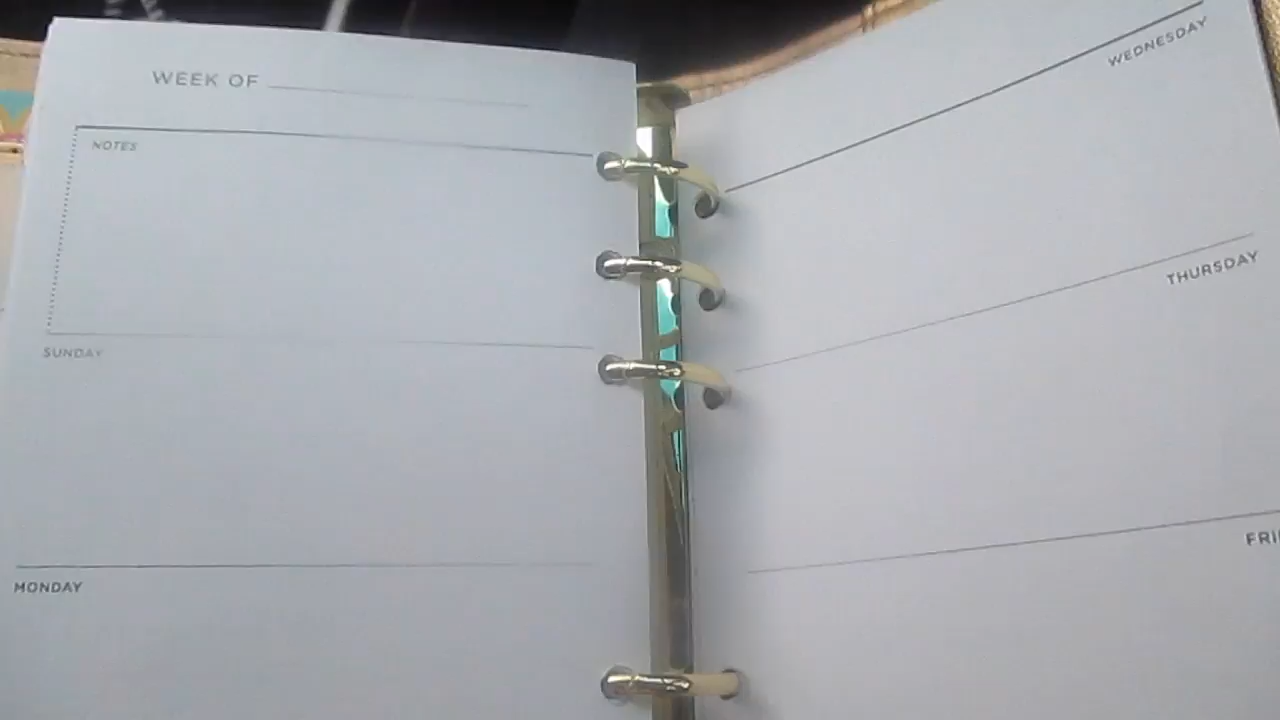 WEEK OF
NOTES
SUNDAY
MONDAY
WEDNESDAY
THURSDAY
FRI